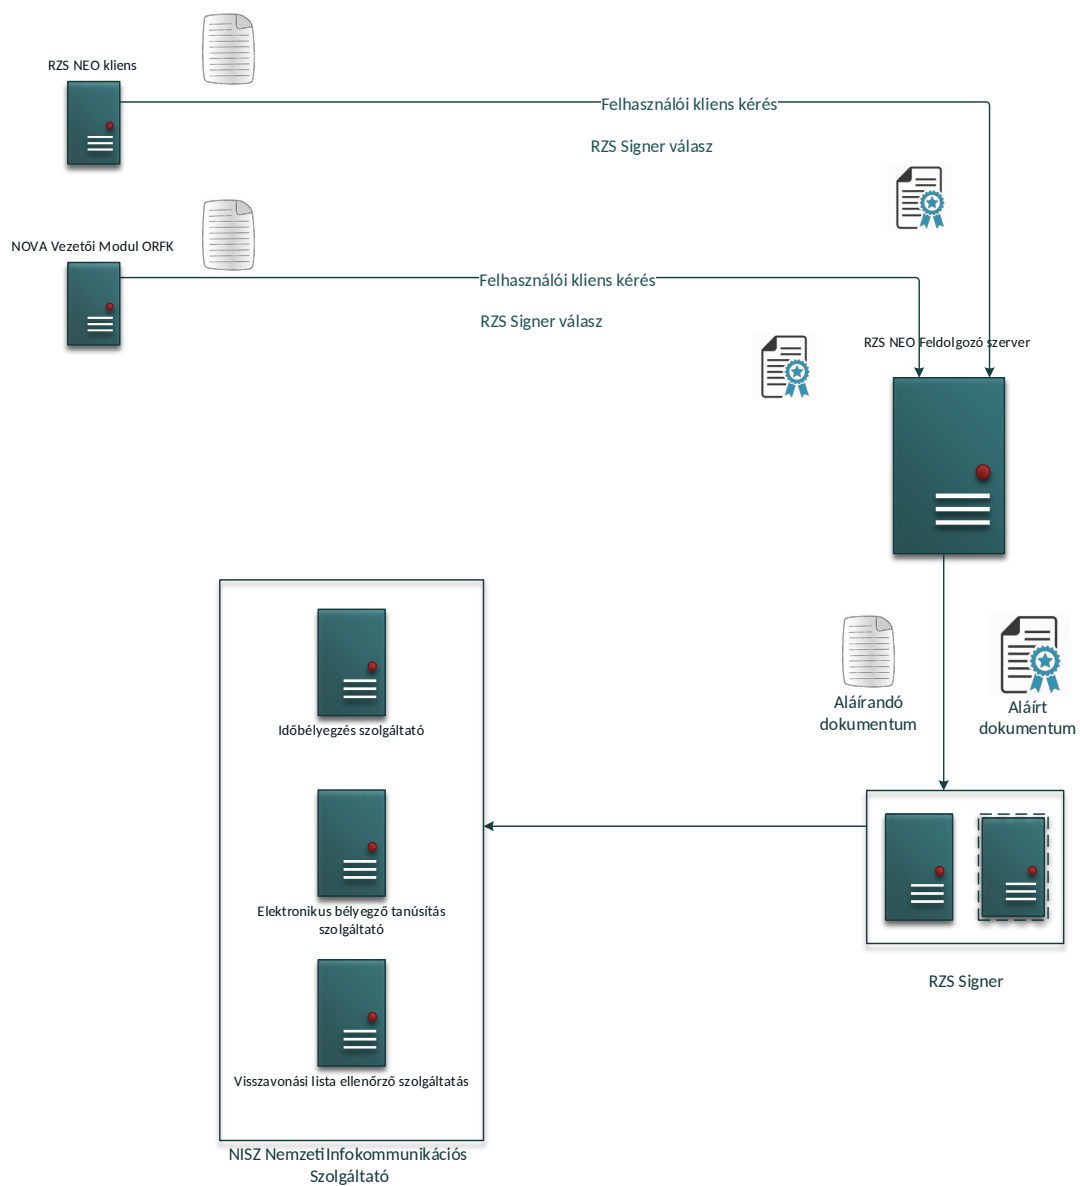 RZS NEO kliens
Felhasználói kliens kérés
RZS Signer válasz
NOVA Vezetői Modul ORFK
Felhasználói kliens kérés
RZS Signer válasz
RZS NEO Feldolgozó szerver
Aláírandó
dokumentum
Aláírt
dokumentum
Időbélyegzés szolgáltató
Elektronikus bélyegző tanúsítás
szolgáltató
RZS Signer
Visszavonási lista ellenőrző szolgáltatás
NISZ Nemzeti Infokommunikációs
Szolgáltató